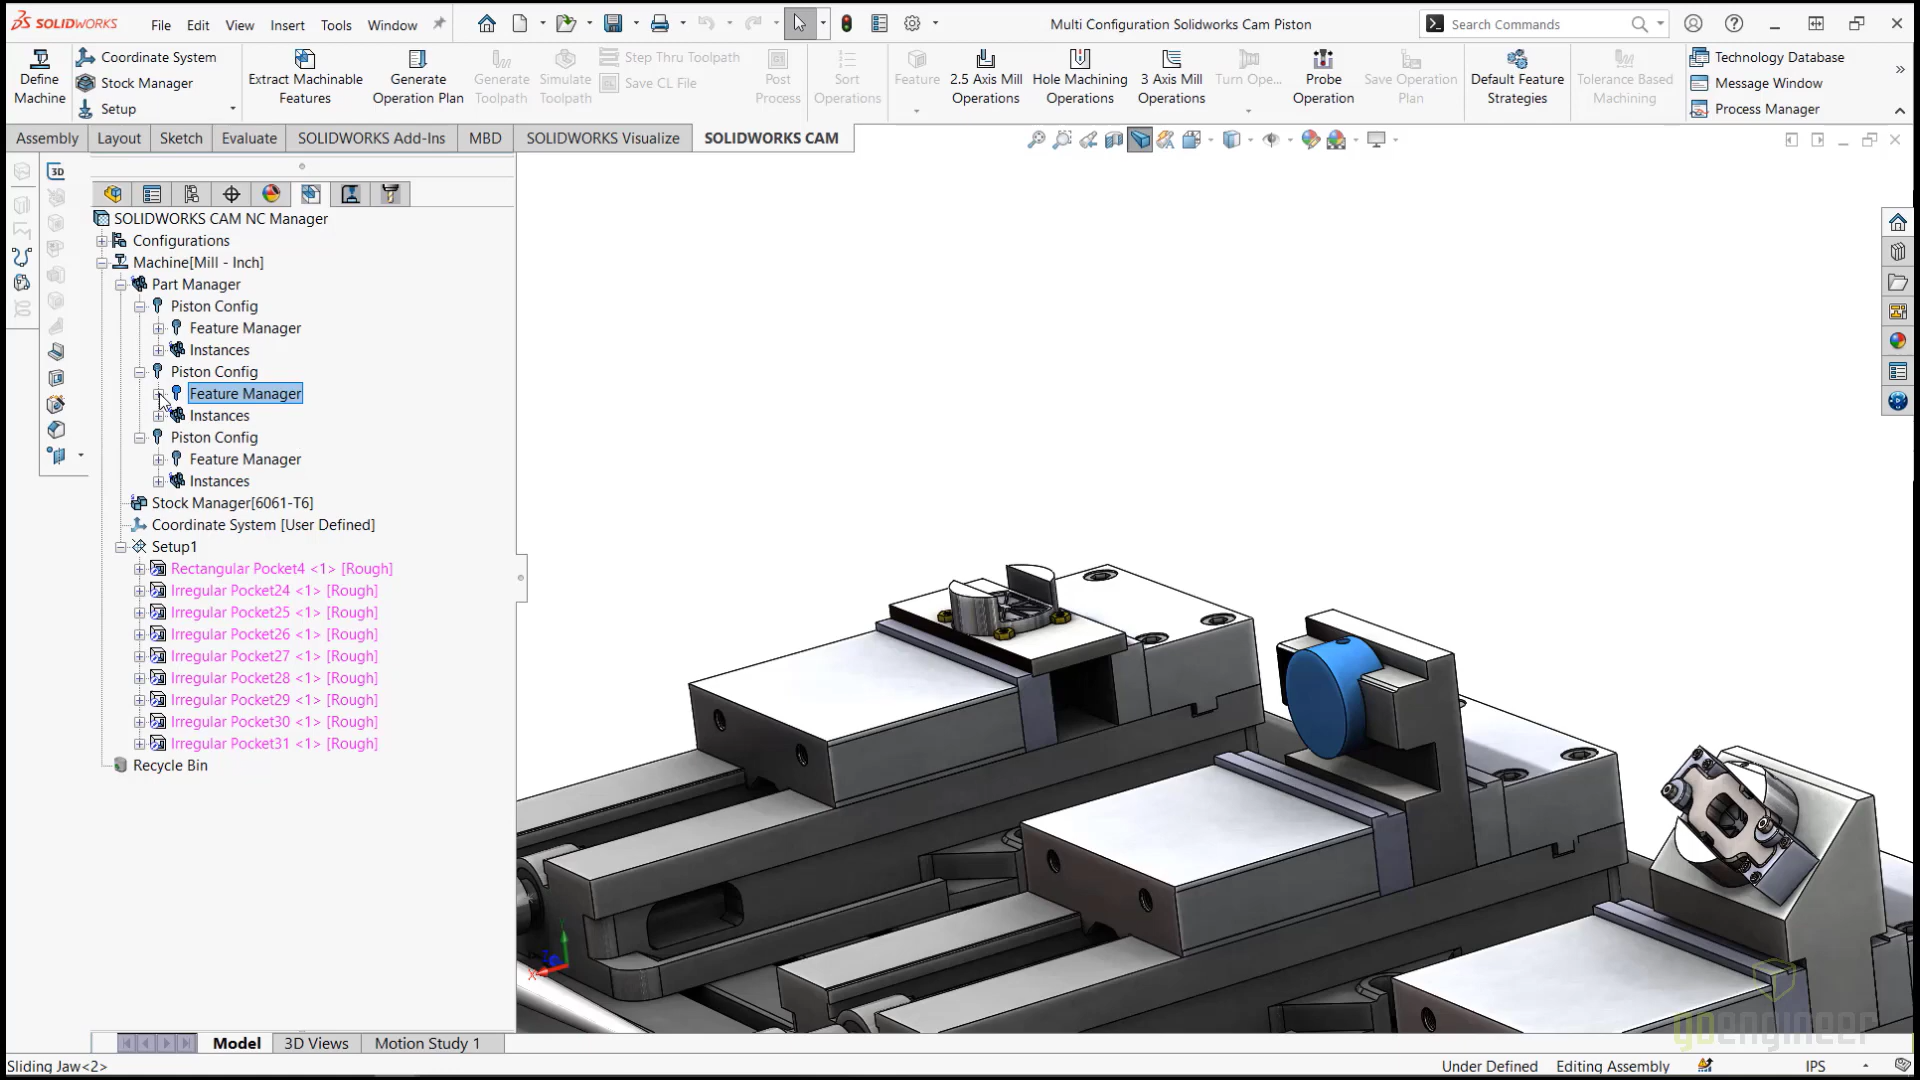 SOLIDWORKS
File Edit View Insert Tools Window
Multi Configuration Solidworks Cam Piston
Search Commands
Define Machine
Coordinate System
Stock Manager
Setup
Extract Machinable Features
Generate Operation Plan
Generate Toolpath
Simulate Toolpath
Step Thru Toolpath
Save CL File
Post Process
Sort Operations
Feature
2.5 Axis Mill Operations
Hole Machining Operations
3 Axis Mill Operations
Turn Ope...
Probe Operation
Save Operation Plan
Default Feature Strategies
Tolerance Based Machining
Technology Database
Message Window
Process Manager
Assembly Layout Sketch Evaluate SOLIDWORKS Add-Ins MBD SOLIDWORKS Visualize SOLIDWORKS CAM
3D
SOLIDWORKS CAM NC Manager
Configurations
Machine[Mill - Inch]
Part Manager
Piston Config
Feature Manager
Instances
Piston Config
Feature Manager
Instances
Piston Config
Feature Manager
Instances
Stock Manager[6061-T6]
Coordinate System [User Defined]
Setup1
Rectangular Pocket4 <1> [Rough]
Irregular Pocket24 <1> [Rough]
Irregular Pocket25 <1> [Rough]
Irregular Pocket26 <1> [Rough]
Irregular Pocket27 <1> [Rough]
Irregular Pocket28 <1> [Rough]
Irregular Pocket29 <1> [Rough]
Irregular Pocket30 <1> [Rough]
Irregular Pocket31 <1> [Rough]
Recycle Bin
X
goengineer
Model 3D Views Motion Study 1
Sliding Jaw<2>
Under Defined Editing Assembly IPS